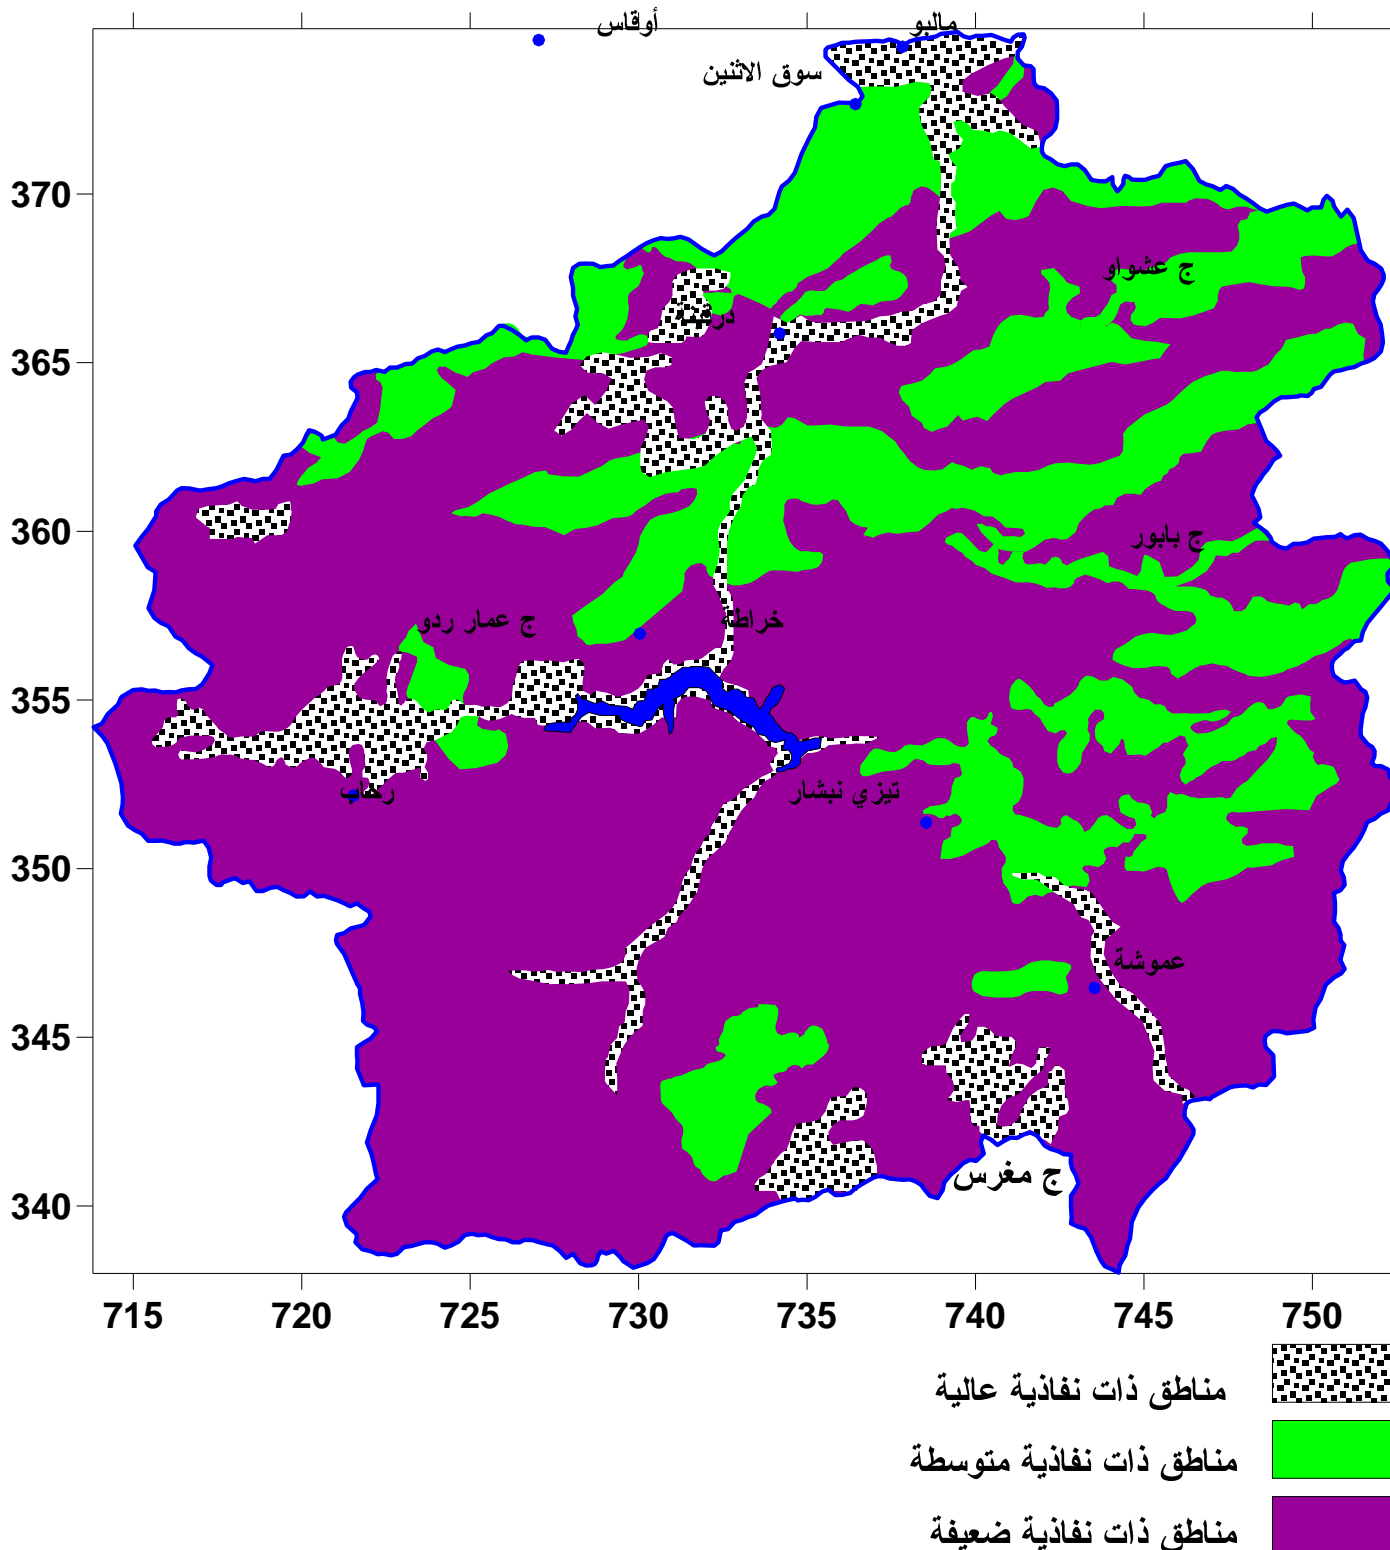 أوقاس
مالبو
سوق الاثنين
370
ج عشواو
درقينة
365
360
ج بابور
ج عمار ردو
خراطة
355
تيزي نبشار
رحاب
350
عموشة
345
ج مغرس
340
715 720 725 730 735 740 745 750
مناطق ذات نفاذية عالية
مناطق ذات نفاذية متوسطة
مناطق ذات نفاذية ضعيفة